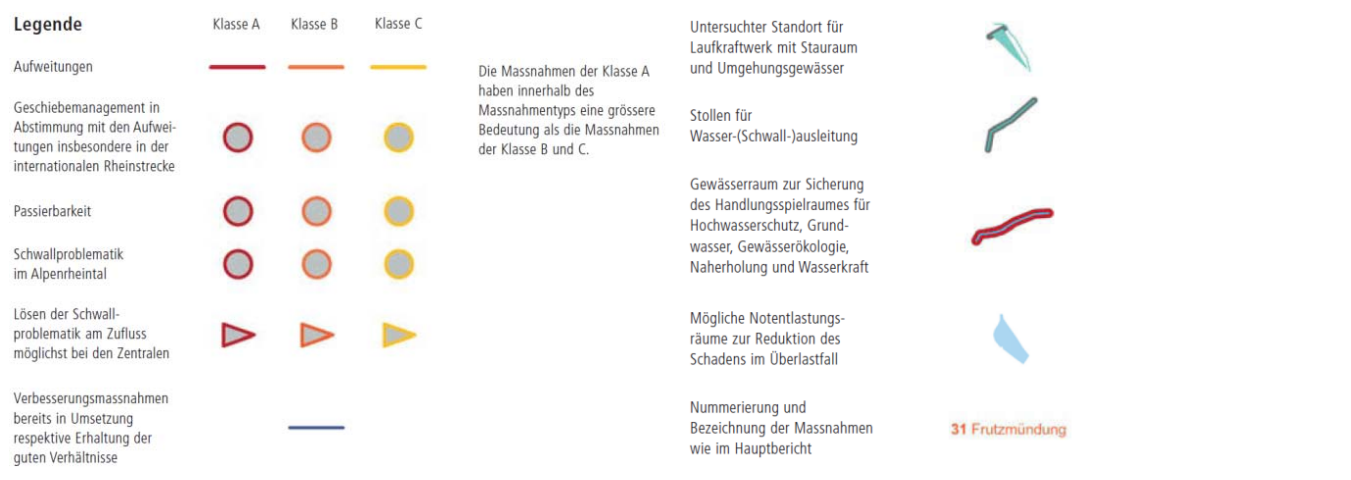 Legende
Klasse A
Klasse B
Klasse C
Aufweitungen
Geschiebemanagement in
Abstimmung mit den Aufwei-
tungen insbesondere in der
internationalen Rheinstrecke
Passierbarkeit
Schwallproblematik
im Alpenrheintal
Lösen der Schwall-
problematik am Zufluss
möglichst bei den Zentralen
Verbesserungsmassnahmen
bereits in Umsetzung
respektive Erhaltung der
guten Verhältnisse
Die Massnahmen der Klasse A
haben innerhalb des
Massnahmentyps eine grössere
Bedeutung als die Massnahmen
der Klasse B und C.
Untersuchter Standort für
Laufkraftwerk mit Stauraum
und Umgehungsgewässer
Stollen für
Wasser-(Schwall-)ausleitung
Gewässerraum zur Sicherung
des Handlungsspielraumes für
Hochwasserschutz, Grund-
wasser, Gewässerökologie,
Naherholung und Wasserkraft
Mögliche Notentlastungs-
räume zur Reduktion des
Schadens im Überlastfall
Nummerierung und
Bezeichnung der Massnahmen
wie im Hauptbericht
31 Frutzmündung